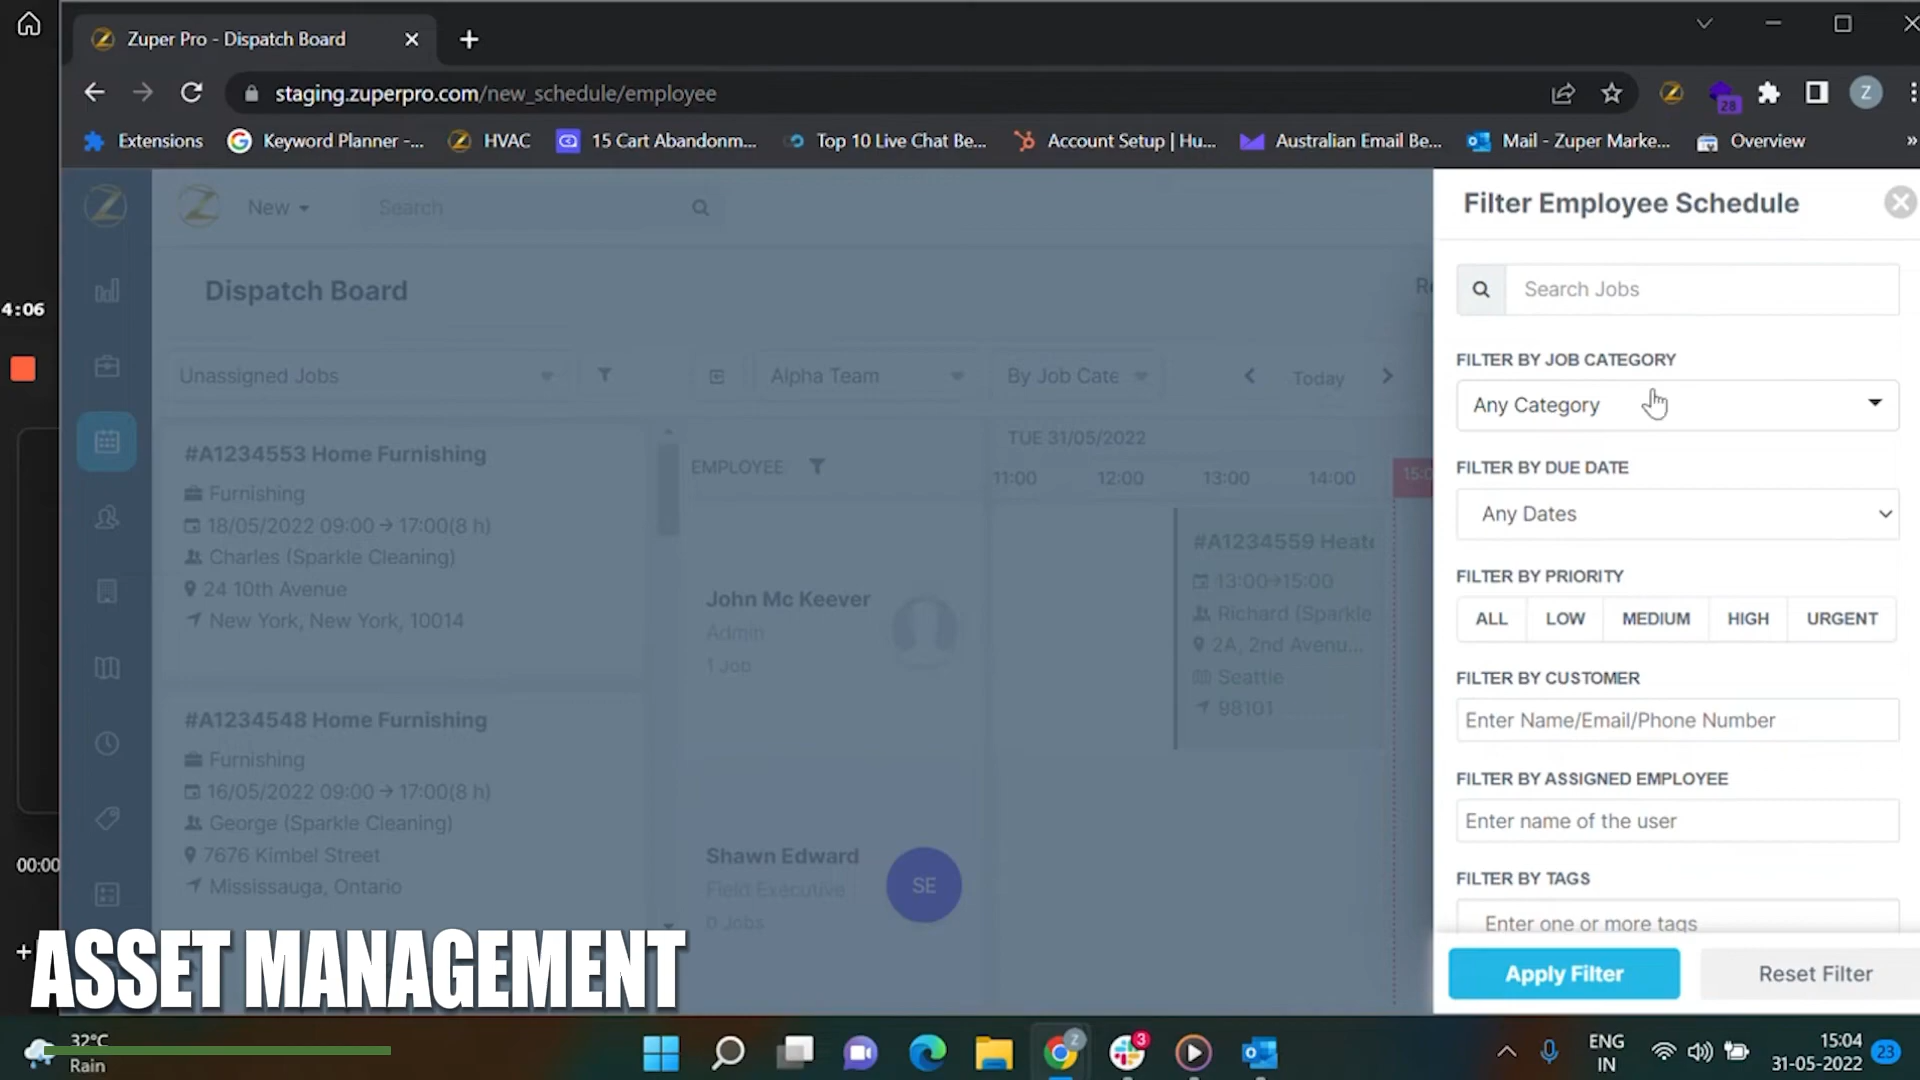 Zuper Pro - Dispatch Board
staging.zuperpro.com/new_schedule/employee
Z
28
Extensions
Keyword Planner -...
HVAC
15 Cart Abandonm...
Top 10 Live Chat Be...
Account Setup | Hu...
Australian Email Be...
Mail - Zuper Marke...
Overview
»
4:06
00:00
New
Search
Dispatch Board
Unassigned Jobs
Alpha Team
By Job Cate
Today
#A1234553 Home Furnishing
Furnishing
18/05/2022 09:00 → 17:00(8 h)
Charles (Sparkle Cleaning)
24 10th Avenue
New York, New York, 10014
#A1234548 Home Furnishing
Furnishing
16/05/2022 09:00 → 17:00(8 h)
George (Sparkle Cleaning)
7676 Kimbel Street
Mississauga, Ontario
EMPLOYEE
John Mc Keever
Admin
1 Job
Shawn Edward
Field Executive
0 Jobs
SE
TUE 31/05/2022
11:00 12:00 13:00 14:00 15:0
#A1234559 Heate
13:00→15:00
Richard (Sparkle
2A, 2nd Avenu...
Seattle
98101
Filter Employee Schedule
Search Jobs
FILTER BY JOB CATEGORY
Any Category
FILTER BY DUE DATE
Any Dates
FILTER BY PRIORITY
ALL LOW MEDIUM HIGH URGENT
FILTER BY CUSTOMER
Enter Name/Email/Phone Number
FILTER BY ASSIGNED EMPLOYEE
Enter name of the user
FILTER BY TAGS
Enter one or more tags
Apply Filter
Reset Filter
ASSET MANAGEMENT
32°C
Rain
Z
3
ENG
IN
15:04
31-05-2022
23